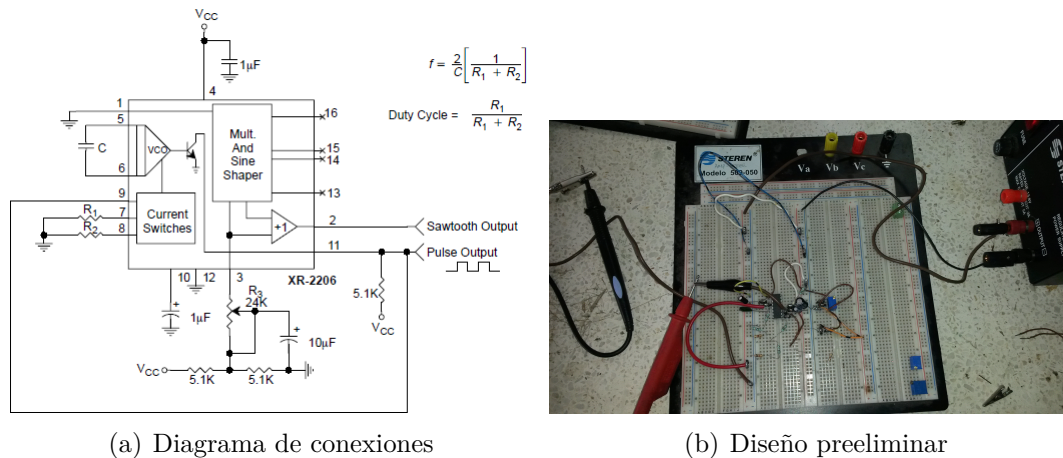 VCC
1μF
4
f = 2/C [ 1 / R1 + R2 ]
Duty Cycle = R1 / R1 + R2
1
16
5
C
VCO
Mult.
And
Sine
Shaper
15
14
6
13
9
R1
7
Current
Switches
R2
8
+1
2
Sawtooth Output
11
Pulse Output
10
12
3
XR-2206
1μF
R3
24K
5.1K
VCC
10μF
VCC
5.1K
5.1K
STEREN
Modelo 502-050
Va
Vb
Vc
(a) Diagrama de conexiones
(b) Diseño preeliminar